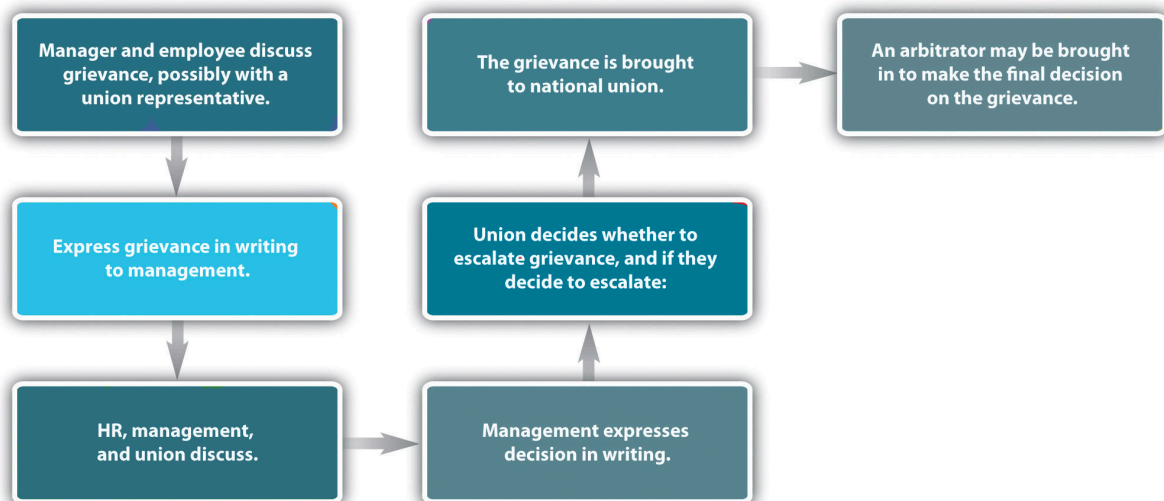 Manager and employee discuss
grievance, possibly with a
union representative.
Express grievance in writing
to management.
HR, management,
and union discuss.
Management expresses
decision in writing.
Union decides whether to
escalate grievance, and if they
decide to escalate:
The grievance is brought
to national union.
An arbitrator may be brought
in to make the final decision
on the grievance.